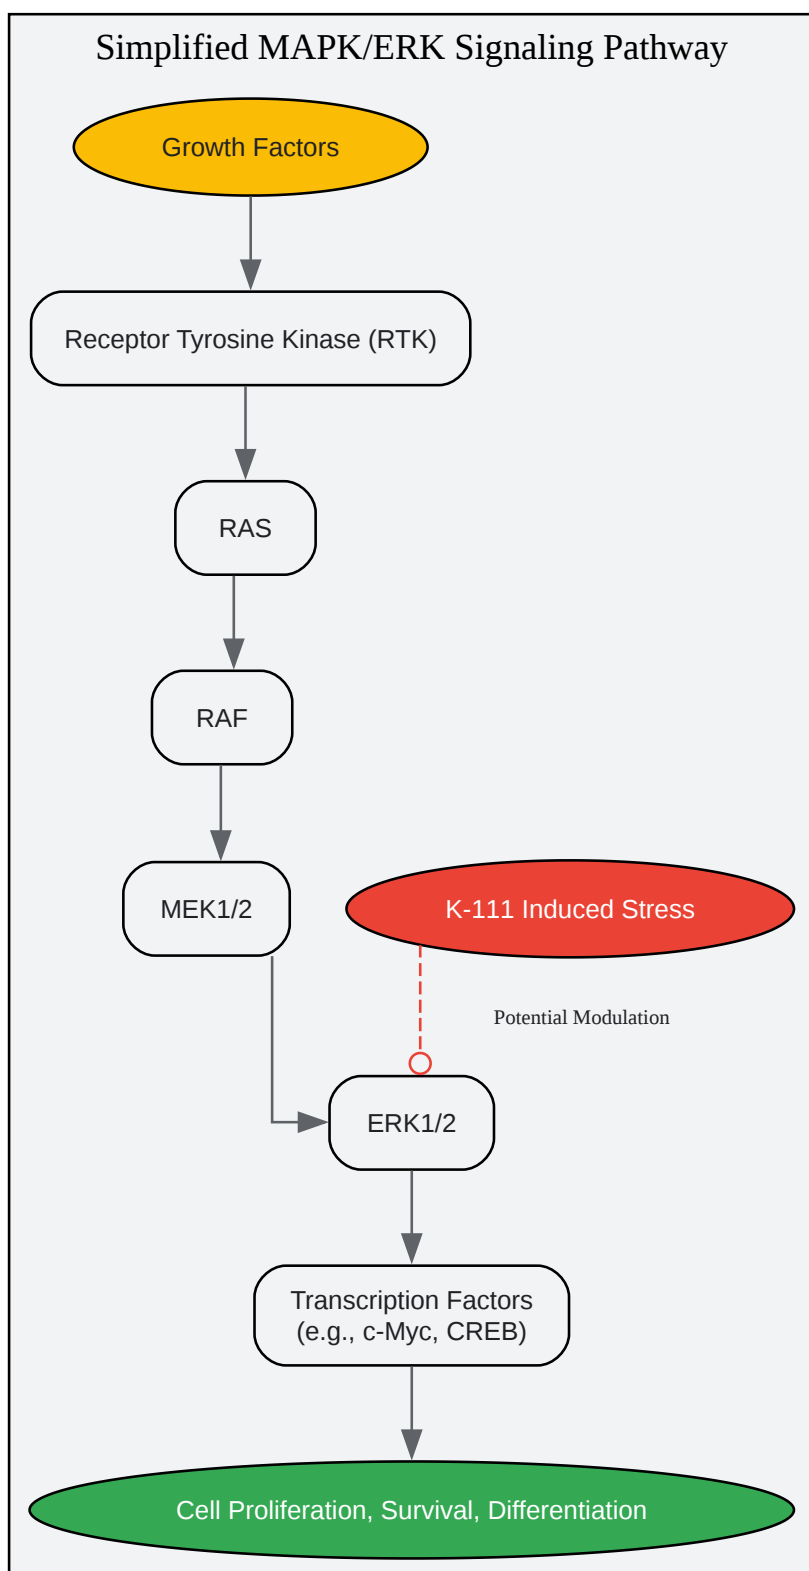 Simplified MAPK/ERK Signaling Pathway
Growth Factors
Receptor Tyrosine Kinase (RTK)
RAS
RAF
MEK1/2
K-111 Induced Stress
Potential Modulation
ERK1/2
Transcription Factors
(e.g., c-Myc, CREB)
Cell Proliferation, Survival, Differentiation